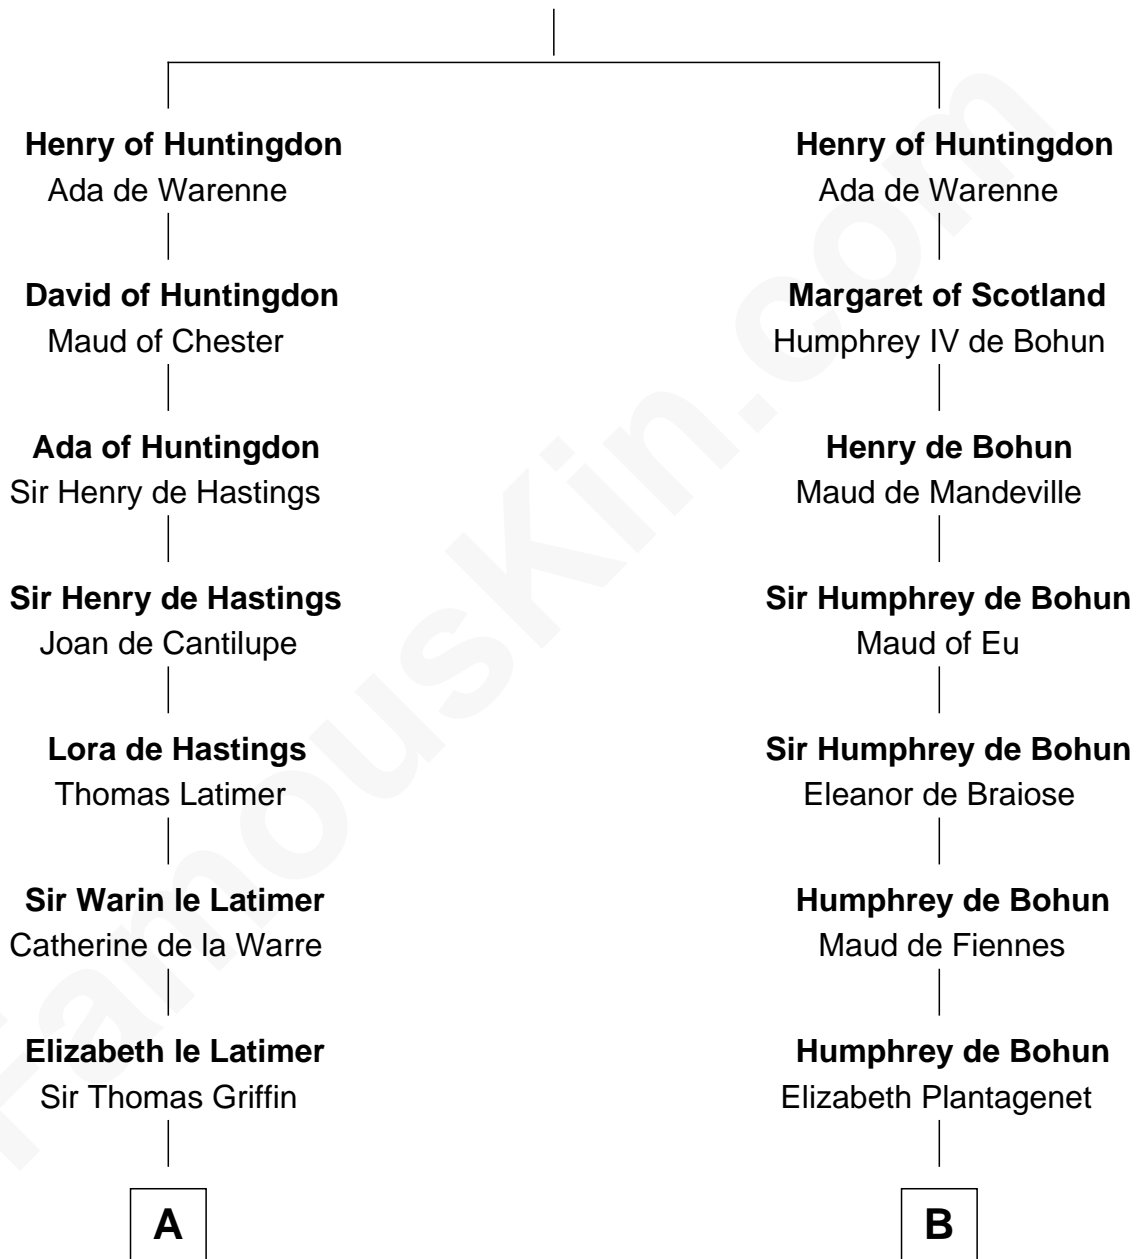 Henry of Huntingdon
Ada de Warenne
David of Huntingdon
Maud of Chester
Ada of Huntingdon
Sir Henry de Hastings
Sir Henry de Hastings
Joan de Cantilupe
Lora de Hastings
Thomas Latimer
Sir Warin le Latimer
Catherine de la Warre
Elizabeth le Latimer
Sir Thomas Griffin
A
Henry of Huntingdon
Ada de Warenne
Margaret of Scotland
Humphrey IV de Bohun
Henry de Bohun
Maud de Mandeville
Sir Humphrey de Bohun
Maud of Eu
Sir Humphrey de Bohun
Eleanor de Braiose
Humphrey de Bohun
Maud de Fiennes
Humphrey de Bohun
Elizabeth Plantagenet
B
FamousKin.com